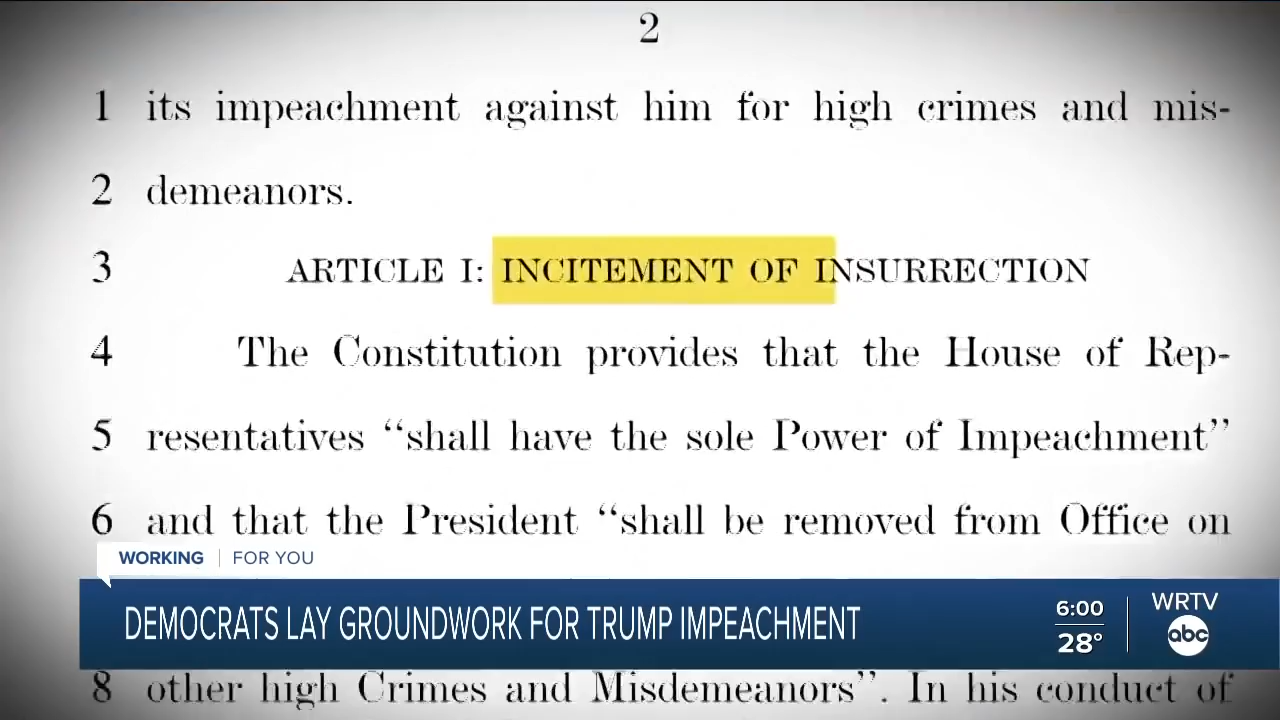 2
1 its impeachment against him for high crimes and mis-
2 demeanors.
3 ARTICLE I: INCITEMENT OF INSURRECTION
4 The Constitution provides that the House of Rep-
5 resentatives “shall have the sole Power of Impeachment”
6 and that the President “shall be removed from Office on
WORKING | FOR YOU
DEMOCRATS LAY GROUNDWORK FOR TRUMP IMPEACHMENT
6:00
28°
WRTV
abc
8 other high Crimes and Misdemeanors”. In his conduct of